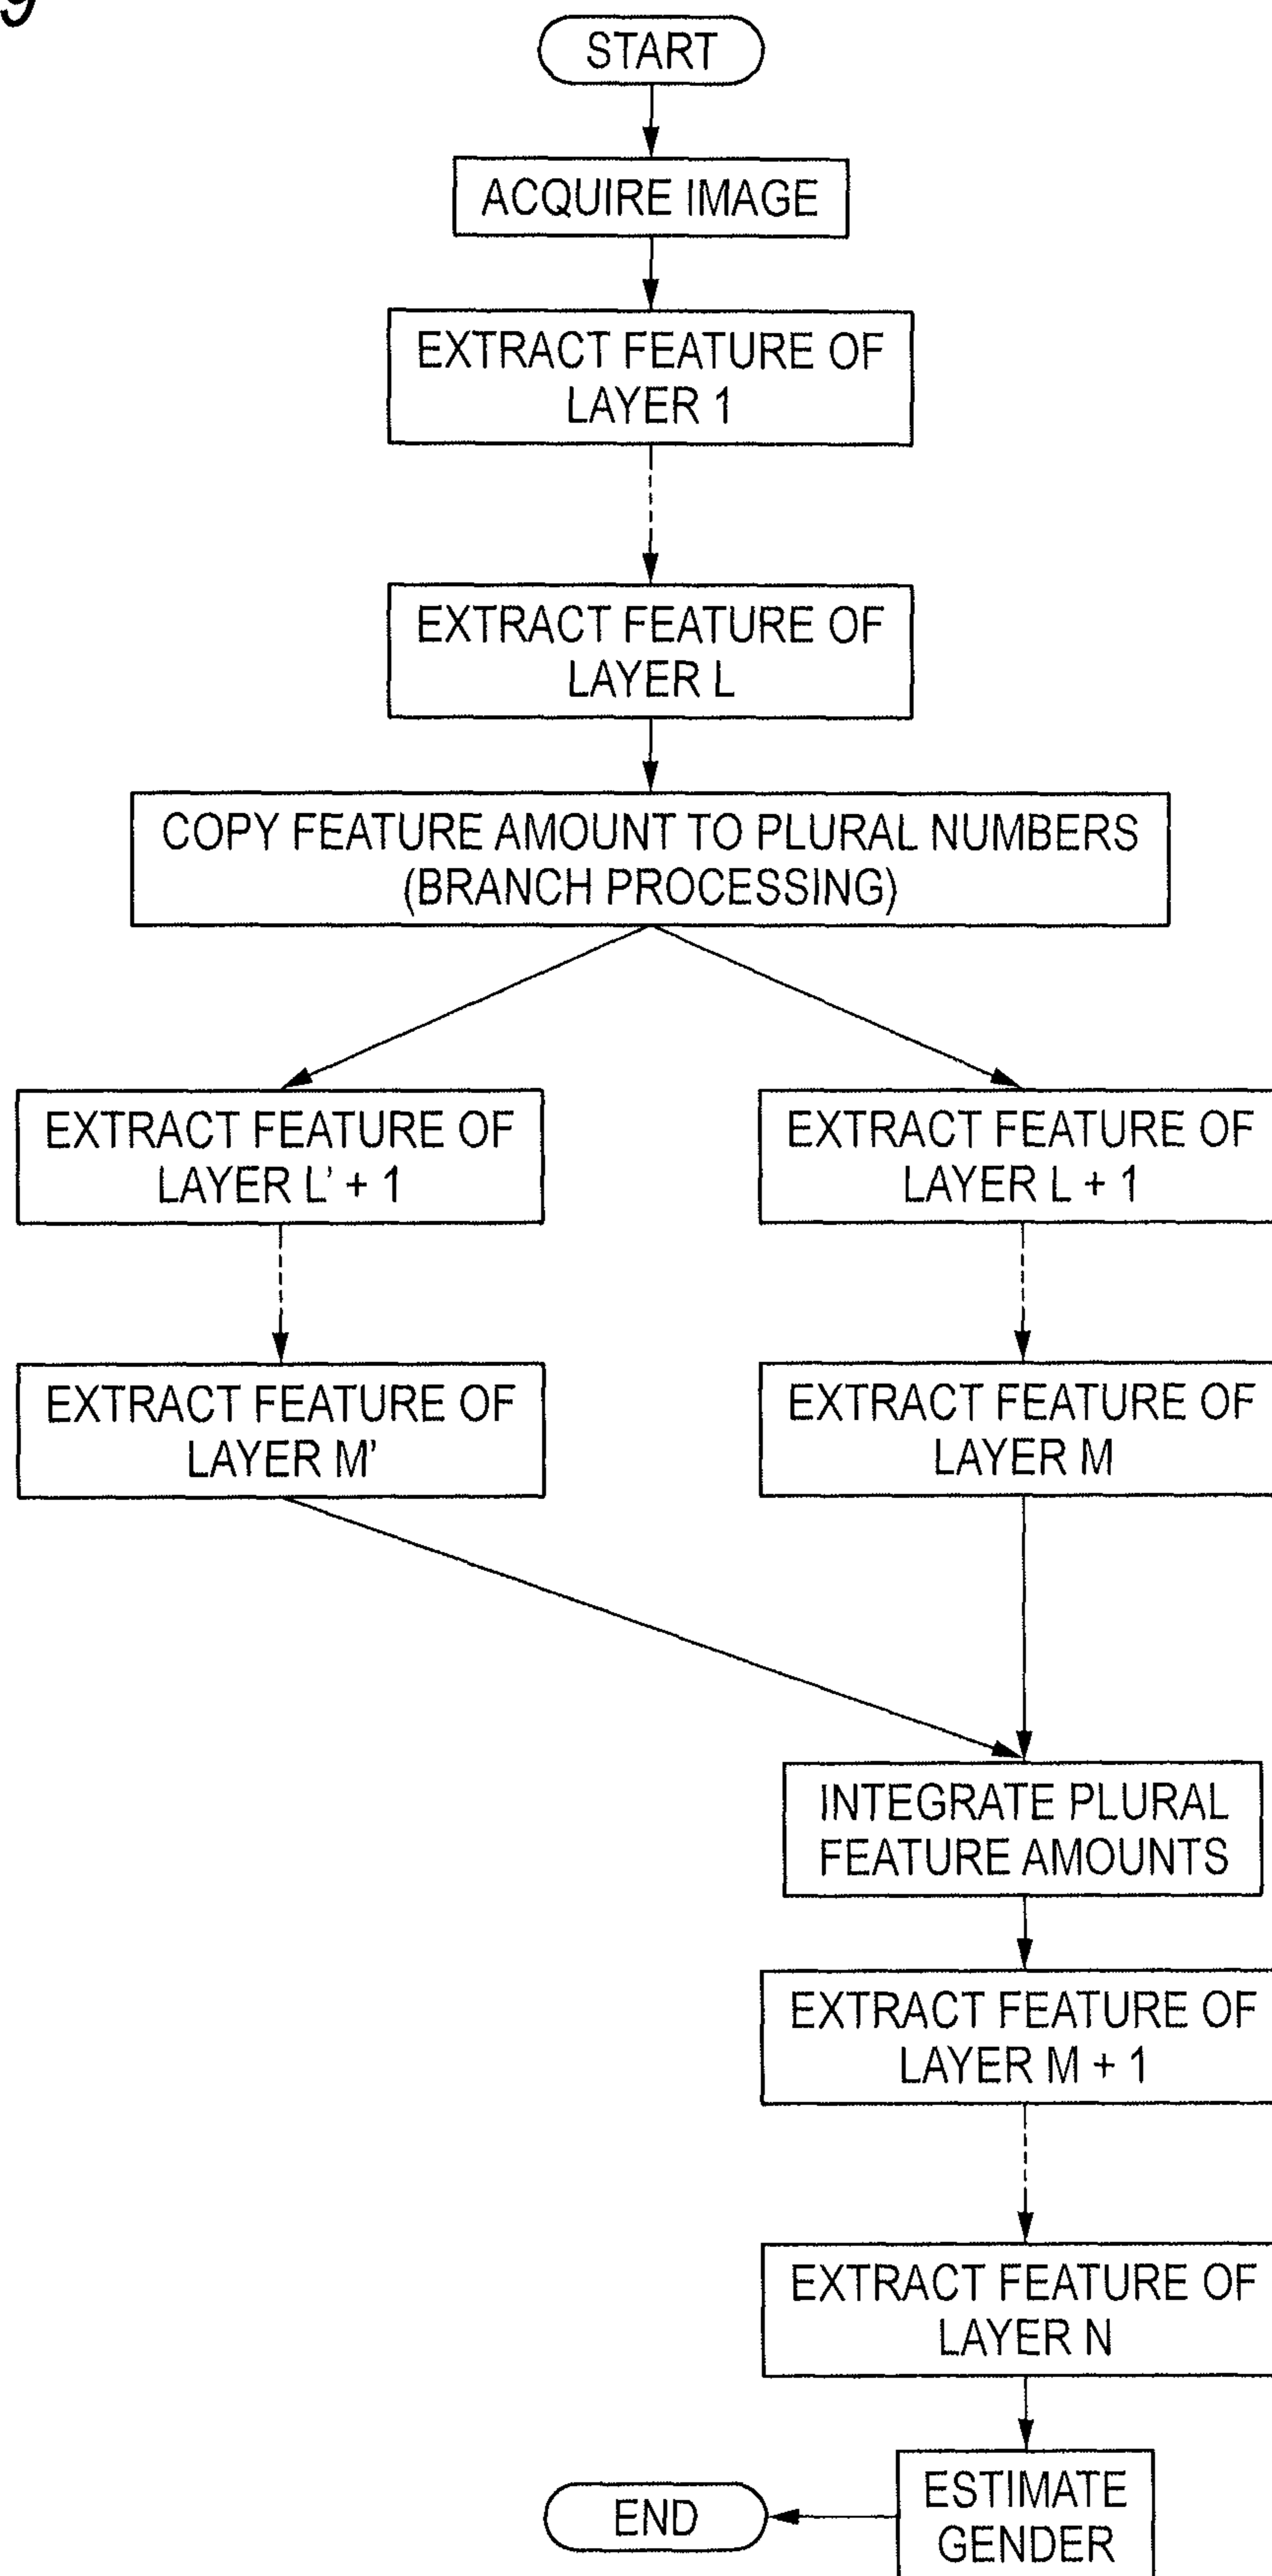 9
START
ACQUIRE IMAGE
EXTRACT FEATURE OF
LAYER 1
EXTRACT FEATURE OF
LAYER L
COPY FEATURE AMOUNT TO PLURAL NUMBERS
(BRANCH PROCESSING)
EXTRACT FEATURE OF
LAYER L' + 1
EXTRACT FEATURE OF
LAYER L + 1
EXTRACT FEATURE OF
LAYER M'
EXTRACT FEATURE OF
LAYER M
INTEGRATE PLURAL
FEATURE AMOUNTS
EXTRACT FEATURE OF
LAYER M + 1
EXTRACT FEATURE OF
LAYER N
ESTIMATE
GENDER
END